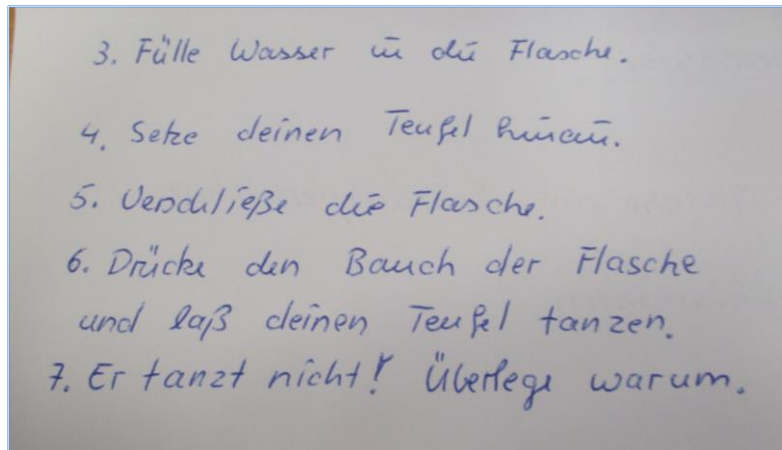 3. Fülle Wasser in die Flasche.
4. Setze deinen Teufel hinein.
5. Verschließe die Flasche.
6. Drücke den Bauch der Flasche
und laß deinen Teufel tanzen.
7. Er tanzt nicht! Überlege warum.